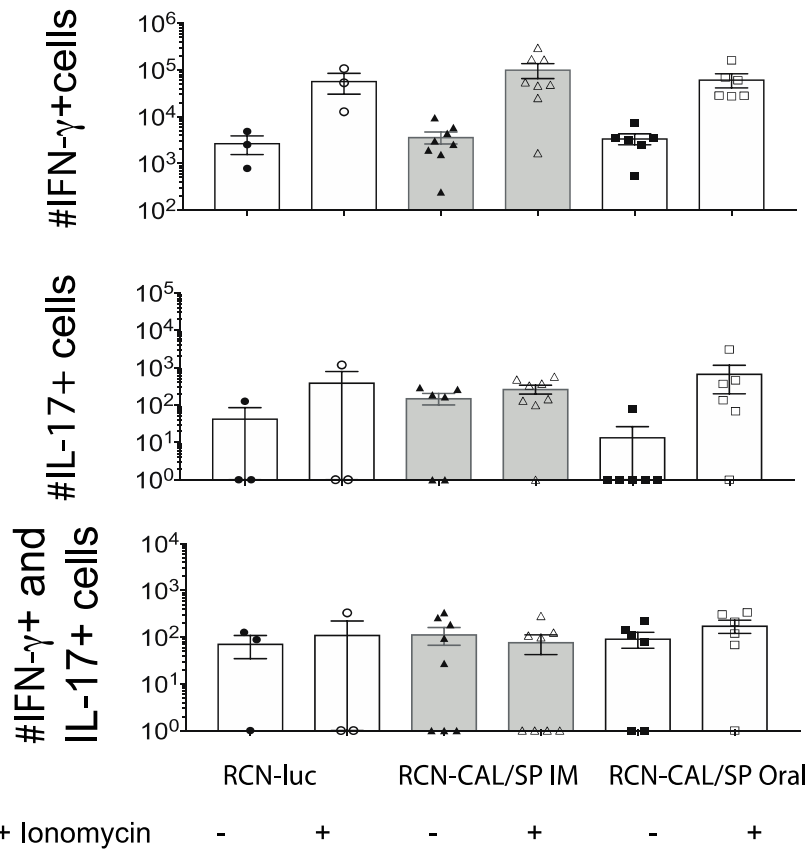 #IFN-γ+cells
10⁶
10⁵
10⁴
10³
10²
#IL-17+ cells
10⁵
10⁴
10³
10²
10¹
10⁰
#IFN-γ+ and
IL-17+ cells
10⁴
10³
10²
10¹
10⁰
RCN-luc RCN-CAL/SP IM RCN-CAL/SP Oral
+ Ionomycin - + - + - +